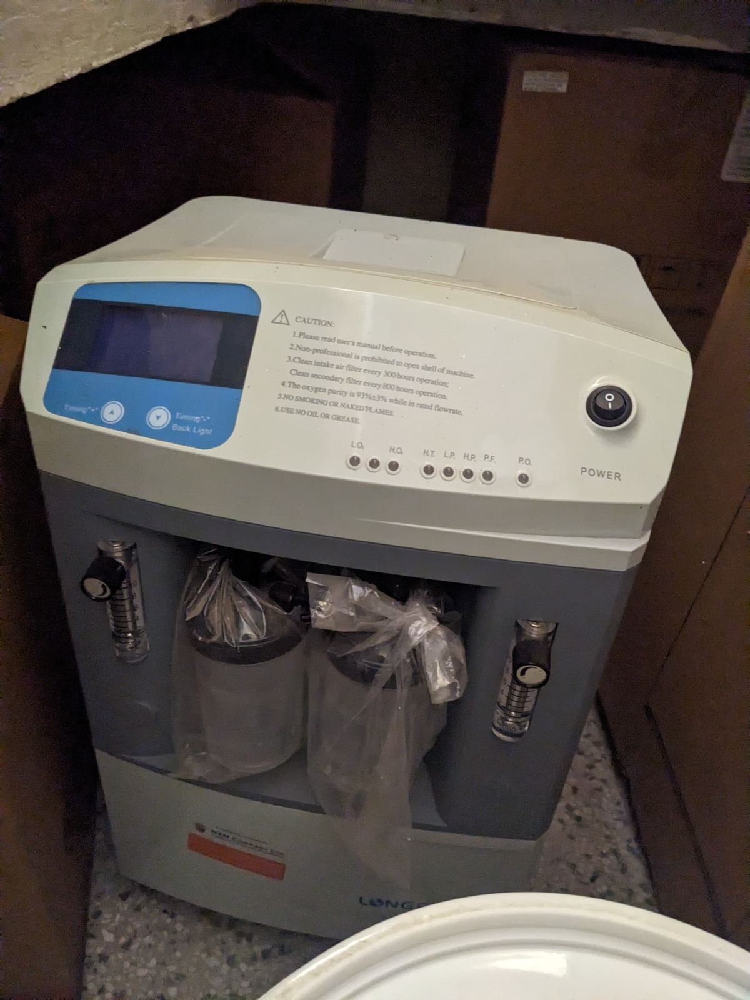 CAUTION:
1.Please read user's manual before operation.
2.Non-professional is prohibited to open shell of machine.
3.Clean intake air filter every 300 hours operation;
Clean secondary filter every 800 hours operation.
4.The oxygen purity is 93%±3% while in rated flowrate.
5.NO SMOKING OR NAKED FLAMES.
6.USE NO OIL OR GREASE.
Timing"+"
Timing"-"
Back Light
L.O₂ H.O₂ H.T. L.P. H.P. P.F. P.O.
O
I
POWER